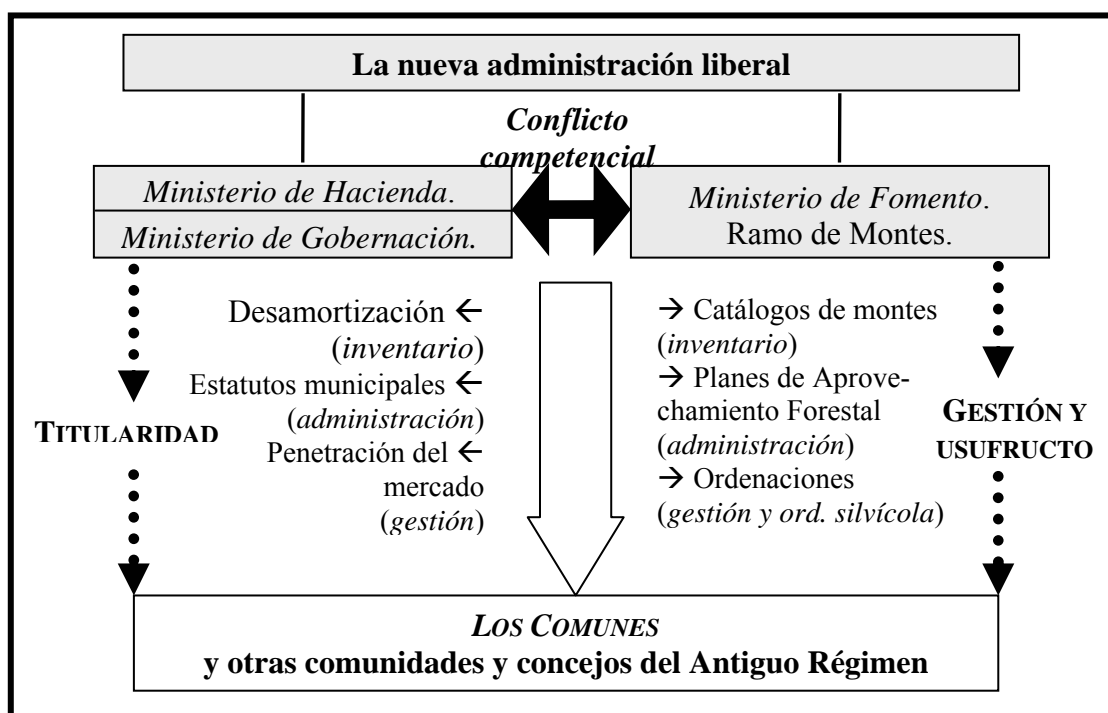 La nueva administración liberal
Conflicto
competencial
Ministerio de Hacienda.
Ministerio de Gobernación.
Ministerio de Fomento.
Ramo de Montes.
Desamortización ←
(inventario)
Estatutos municipales ←
(administración)
Penetración del ←
mercado
(gestión)
→ Catálogos de montes
(inventario)
→ Planes de Aprove-
chamiento Forestal
(administración)
→ Ordenaciones
(gestión y ord. silvícola)
TITULARIDAD
GESTIÓN Y
USUFRUCTO
LOS COMUNES
y otras comunidades y concejos del Antiguo Régimen